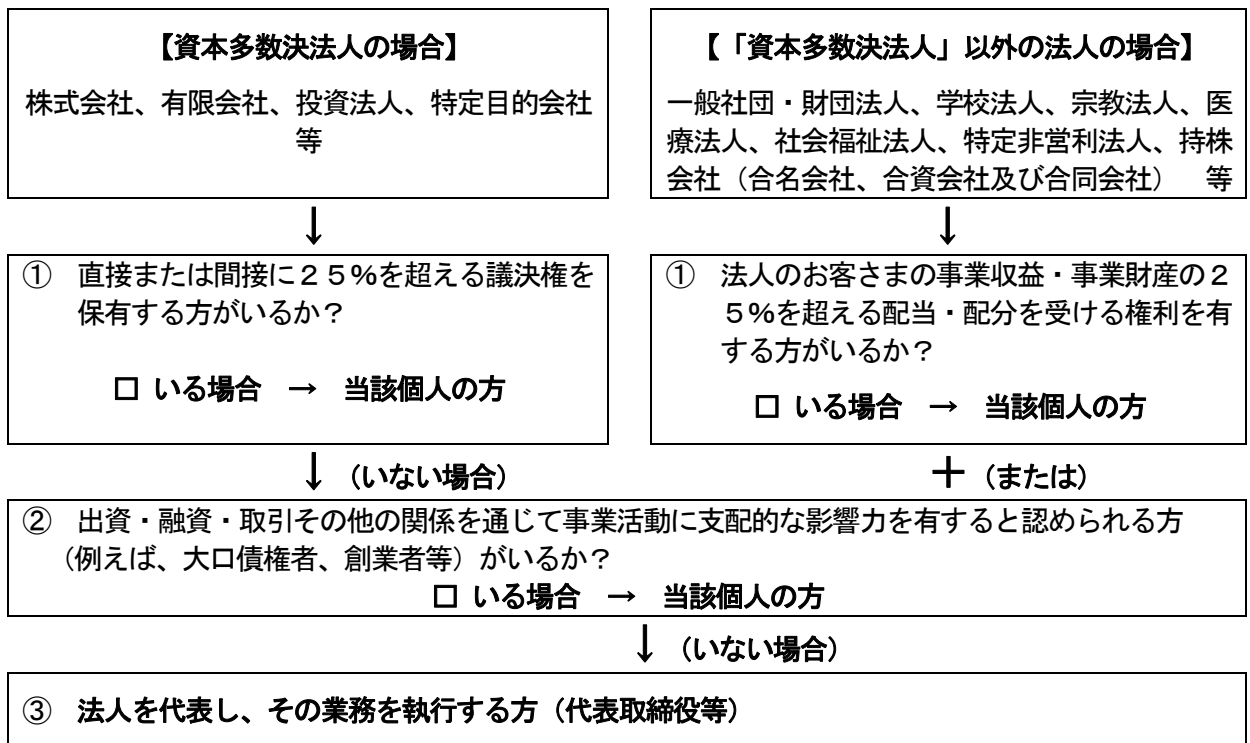 【資本多数決法人の場合】
株式会社、有限会社、投資法人、特定目的会社
等
【「資本多数決法人」以外の法人の場合】
一般社団・財団法人、学校法人、宗教法人、医
療法人、社会福祉法人、特定非営利法人、持株
会社（合名会社、合資会社及び合同会社）　等
↓
↓
①　直接または間接に２５％を超える議決権を
保有する方がいるか？
□ いる場合　→　当該個人の方
①　法人のお客さまの事業収益・事業財産の２
５％を超える配当・配分を受ける権利を有
する方がいるか？
□ いる場合　→　当該個人の方
↓（いない場合）
＋（または）
②　出資・融資・取引その他の関係を通じて事業活動に支配的な影響力を有すると認められる方
（例えば、大口債権者、創業者等）がいるか？
□ いる場合　→　当該個人の方
↓（いない場合）
③　法人を代表し、その業務を執行する方（代表取締役等）